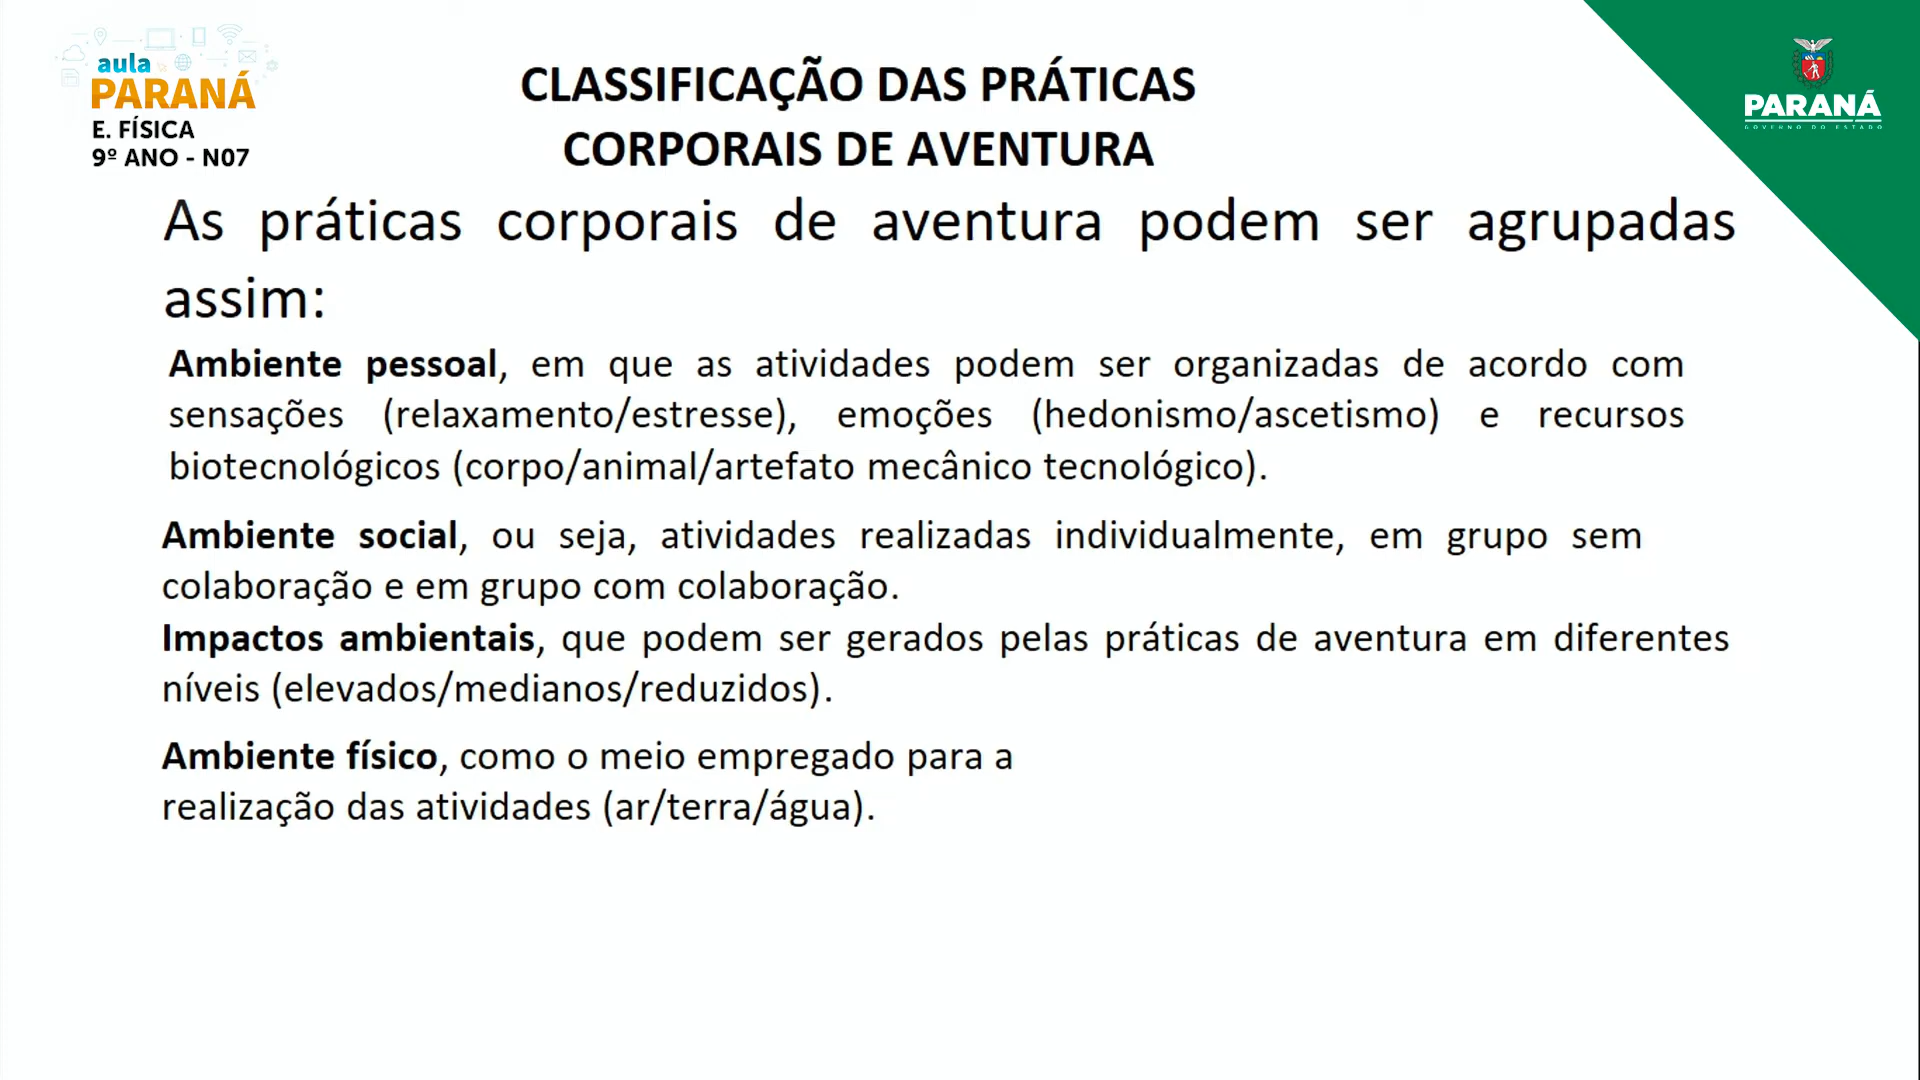 aula
PARANÁ
E. FÍSICA
9º ANO - N07
CLASSIFICAÇÃO DAS PRÁTICAS
CORPORAIS DE AVENTURA
PARANÁ
GOVERNO DO ESTADO
As práticas corporais de aventura podem ser agrupadas
assim:
Ambiente pessoal, em que as atividades podem ser organizadas de acordo com
sensações (relaxamento/estresse), emoções (hedonismo/ascetismo) e recursos
biotecnológicos (corpo/animal/artefato mecânico tecnológico).
Ambiente social, ou seja, atividades realizadas individualmente, em grupo sem
colaboração e em grupo com colaboração.
Impactos ambientais, que podem ser gerados pelas práticas de aventura em diferentes
níveis (elevados/medianos/reduzidos).
Ambiente físico, como o meio empregado para a
realização das atividades (ar/terra/água).